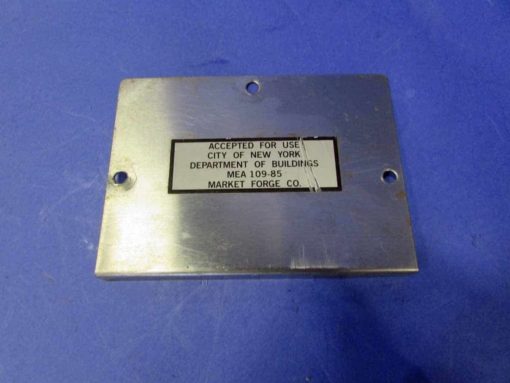 ACCEPTED FOR USE
CITY OF NEW YORK
DEPARTMENT OF BUILDINGS
MEA 109-85
MARKET FORGE CO.